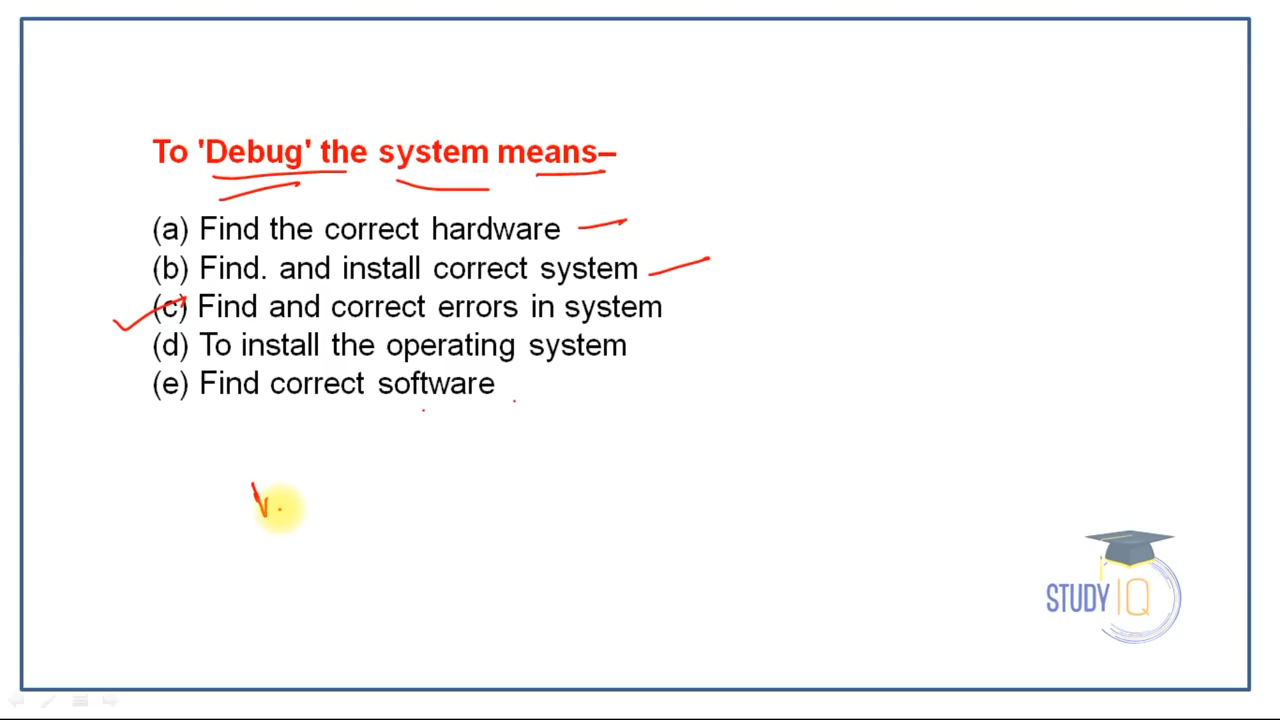 To 'Debug' the system means–
(a) Find the correct hardware
(b) Find. and install correct system
(c) Find and correct errors in system
(d) To install the operating system
(e) Find correct software
STUDY IQ